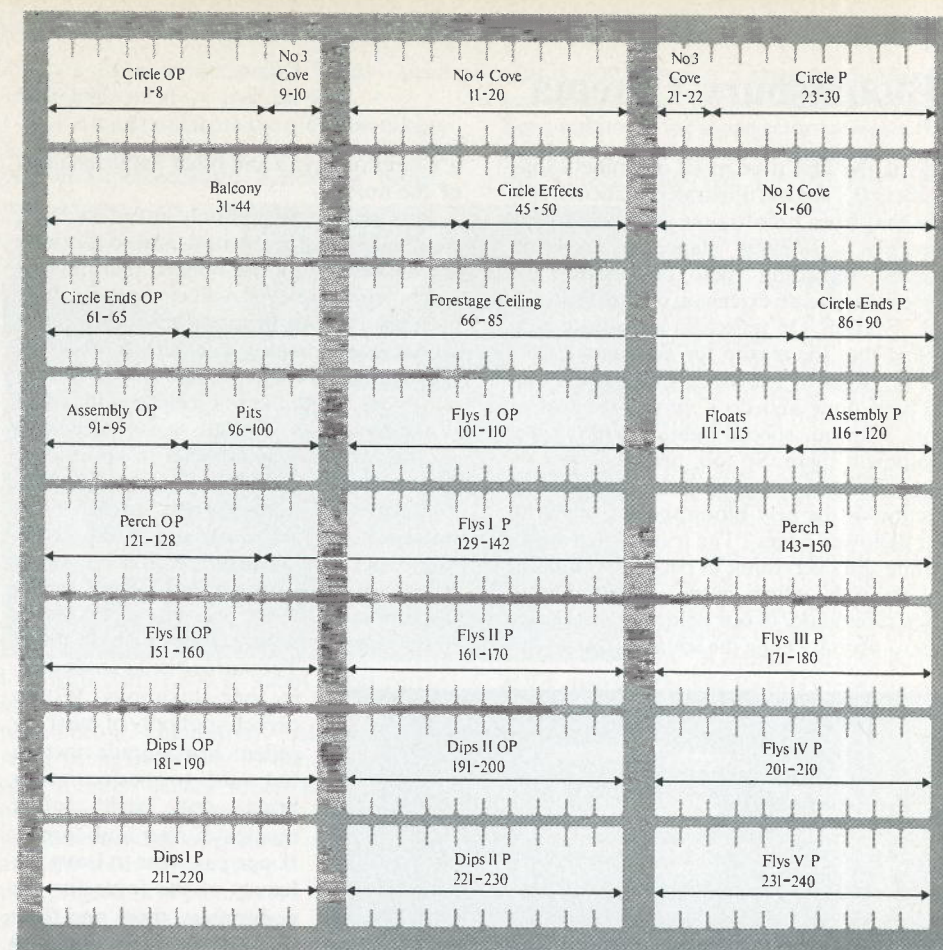 Circle OP
1-8
No 3
Cove
9-10
No 4 Cove
11-20
No 3
Cove
21-22
Circle P
23-30
Balcony
31-44
Circle Effects
45-50
No 3 Cove
51-60
Circle Ends OP
61-65
Forestage Ceiling
66-85
Circle Ends P
86-90
Assembly OP
91-95
Pits
96-100
Flys I OP
101-110
Floats
111-115
Assembly P
116-120
Perch OP
121-128
Flys I P
129-142
Perch P
143-150
Flys II OP
151-160
Flys II P
161-170
Flys III P
171-180
Dips I OP
181-190
Dips II OP
191-200
Flys IV P
201-210
Dips I P
211-220
Dips II P
221-230
Flys V P
231-240